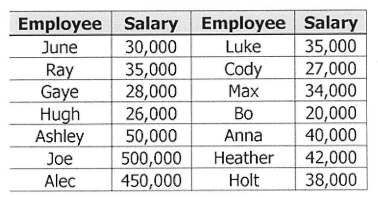 Employee Salary Employee Salary
June 30,000 Luke 35,000
Ray 35,000 Cody 27,000
Gaye 28,000 Max 34,000
Hugh 26,000 Bo 20,000
Ashley 50,000 Anna 40,000
Joe 500,000 Heather 42,000
Alec 450,000 Holt 38,000